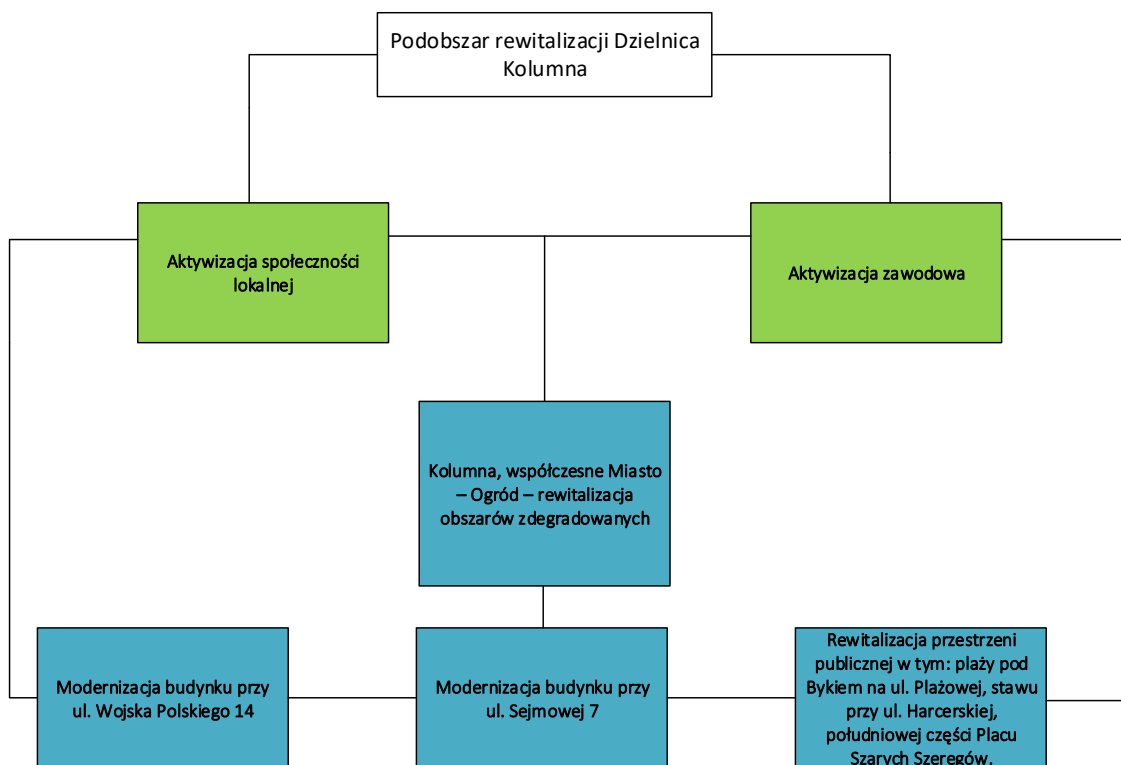 Podobszar rewitalizacji Dzielnica
Kolumna
Aktywizacja społeczności
lokalnej
Aktywizacja zawodowa
Kolumna, współczesne Miasto
– Ogród – rewitalizacja
obszarów zdegradowanych
Modernizacja budynku przy
ul. Wojska Polskiego 14
Modernizacja budynku przy
ul. Sejmowej 7
Rewitalizacja przestrzeni
publicznej w tym: plaży pod
Bykiem na ul. Plażowej, stawu
przy ul. Harcerskiej,
południowej części Placu
Szarych Szeregów.